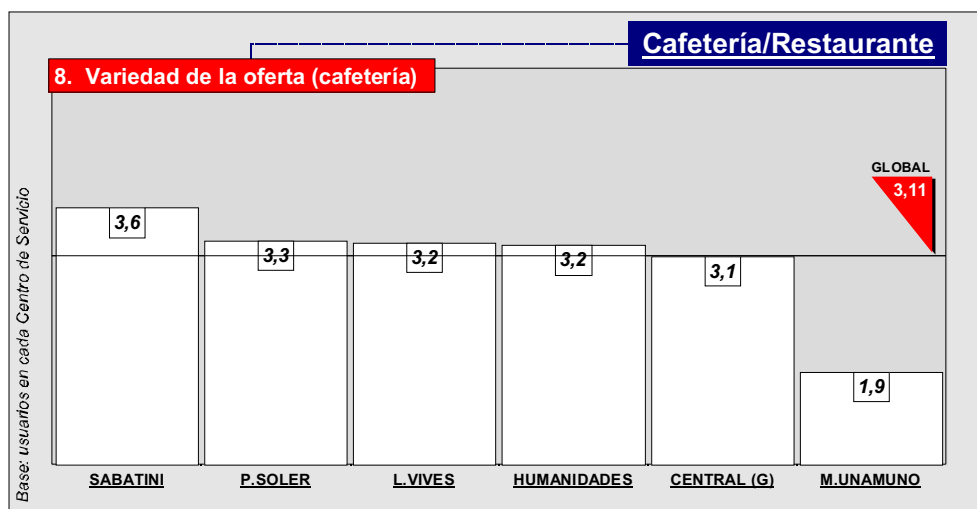 Cafetería/Restaurante
8. Variedad de la oferta (cafetería)
GLOBAL
3,11
3,6
3,3
3,2
3,2
3,1
1,9
SABATINI
P.SOLER
L.VIVES
HUMANIDADES
CENTRAL (G)
M.UNAMUNO
Base: usuarios en cada Centro de Servicio